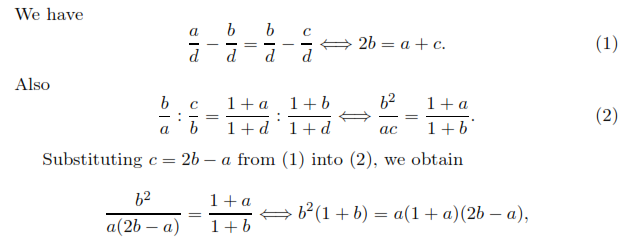 We have
a/d − b/d = b/d − c/d ⟺ 2b = a + c. (1)
Also
b/a : c/b = (1 + a)/(1 + d) : (1 + b)/(1 + d) ⟺ b²/(ac) = (1 + a)/(1 + b). (2)
Substituting c = 2b − a from (1) into (2), we obtain
b²/(a(2b − a)) = (1 + a)/(1 + b) ⟺ b²(1 + b) = a(1 + a)(2b − a),